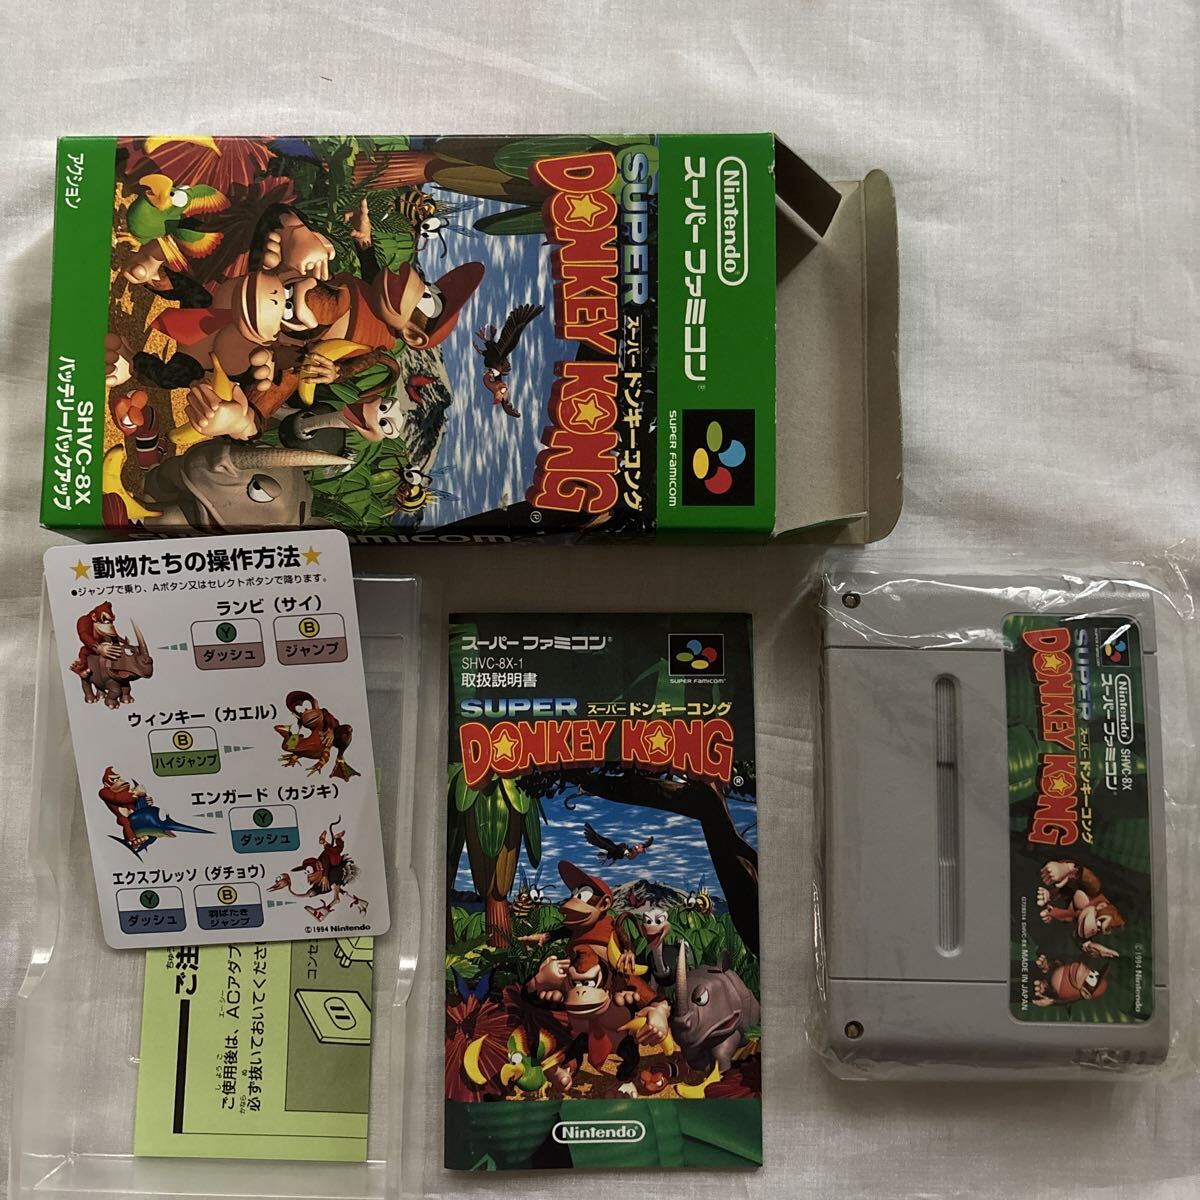 Nintendo
スーパーファミコン
SUPER FAMICOM
SUPER
スーパー ドンキーコング
DONKEY KONG
アクション
SHVC-8X
バッテリーバックアップ
★動物たちの操作方法★
●ジャンプで乗り、Aボタン又はセレクトボタンで降ります。
ランビ（サイ）
Y
ダッシュ
B
ジャンプ
ウィンキー（カエル）
B
ハイジャンプ
エンガード（カジキ）
Y
ダッシュ
エクスプレッソ（ダチョウ）
Y
ダッシュ
B
羽ばたき
ジャンプ
©1994 Nintendo
ご使用後は、ACアダプ
必ず抜いておいてくださ
コンセ
スーパーファミコン
SHVC-8X-1
取扱説明書
SUPER FAMICOM
SUPER
スーパー ドンキーコング
DONKEY KONG
Nintendo
SUPER FAMICOM
Nintendo
SHVC-8X
スーパーファミコン
SUPER
スーパー ドンキーコング
DONKEY KONG
©1994 Nintendo
MADE IN JAPAN